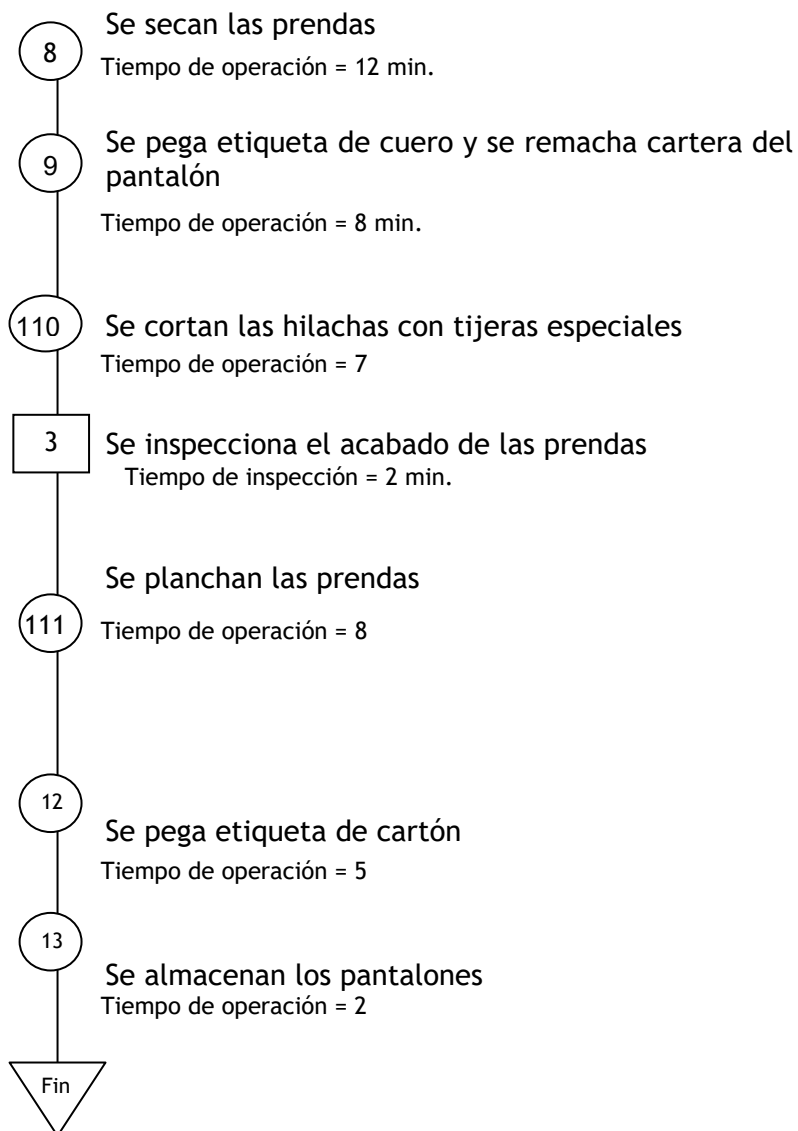 Se secan las prendas
8
Tiempo de operación = 12 min.
Se pega etiqueta de cuero y se remacha cartera del
9
pantalón
Tiempo de operación = 8 min.
110
Se cortan las hilachas con tijeras especiales
Tiempo de operación = 7
3
Se inspecciona el acabado de las prendas
Tiempo de inspección = 2 min.
Se planchan las prendas
111
Tiempo de operación = 8
12
Se pega etiqueta de cartón
Tiempo de operación = 5
13
Se almacenan los pantalones
Tiempo de operación = 2
Fin